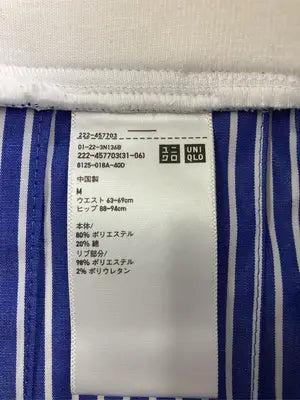 222-457703
01-22-3N136B
222-457703(31-06)
8125-018A-40D
ユニクロ
UNIQLO
中国製
M
ウエスト 63-69cm
ヒップ 88-94cm
本体/
80% ポリエステル
20% 綿
リブ部分/
98% ポリエステル
2% ポリウレタン